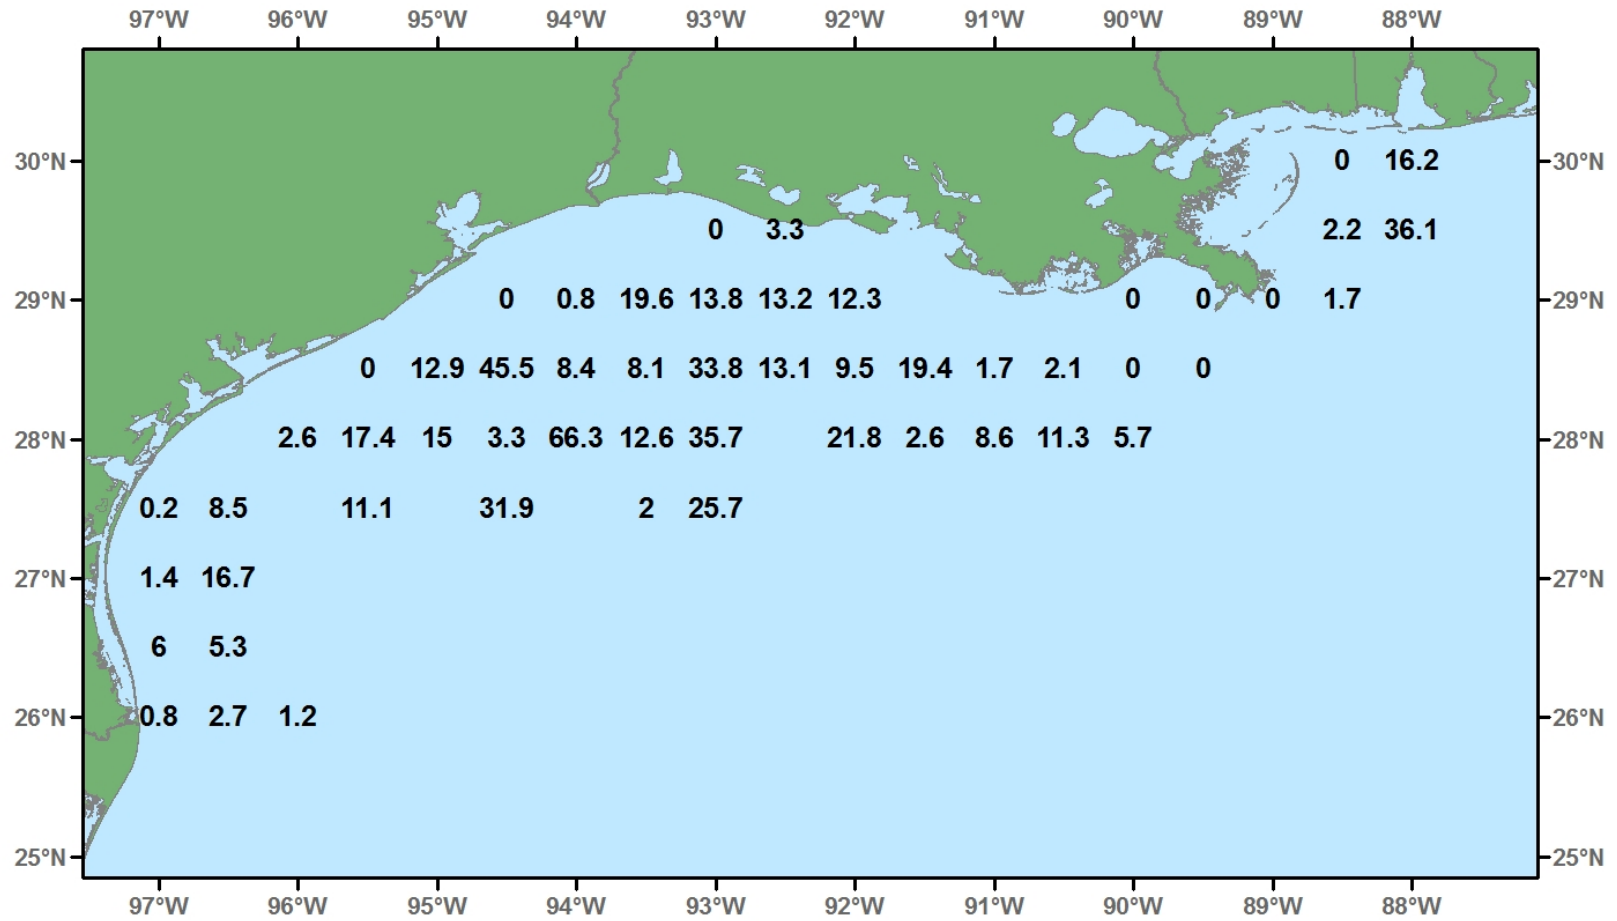 97°W 96°W 95°W 94°W 93°W 92°W 91°W 90°W 89°W 88°W
30°N 0 16.2 30°N
0 3.3 2.2 36.1
29°N 0 0.8 19.6 13.8 13.2 12.3 0 0 0 1.7 29°N
0 12.9 45.5 8.4 8.1 33.8 13.1 9.5 19.4 1.7 2.1 0 0
28°N 2.6 17.4 15 3.3 66.3 12.6 35.7 21.8 2.6 8.6 11.3 5.7 28°N
0.2 8.5 11.1 31.9 2 25.7
27°N 1.4 16.7 27°N
6 5.3
26°N 0.8 2.7 1.2 26°N
25°N 25°N
97°W 96°W 95°W 94°W 93°W 92°W 91°W 90°W 89°W 88°W